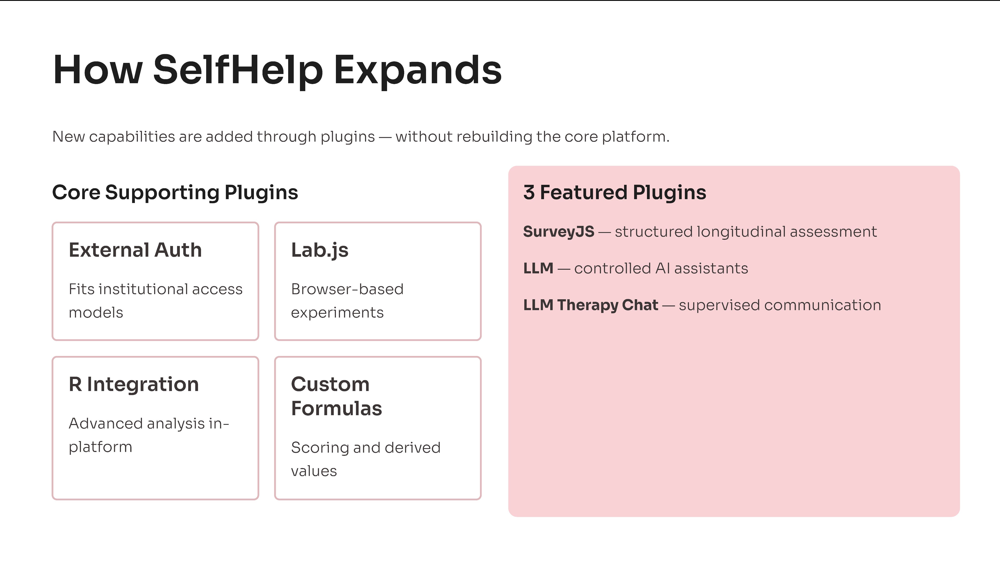 How SelfHelp Expands
New capabilities are added through plugins — without rebuilding the core platform.
Core Supporting Plugins
External Auth
Fits institutional access
models
Lab.js
Browser-based
experiments
R Integration
Advanced analysis in-
platform
Custom
Formulas
Scoring and derived
values
3 Featured Plugins
SurveyJS — structured longitudinal assessment
LLM — controlled AI assistants
LLM Therapy Chat — supervised communication